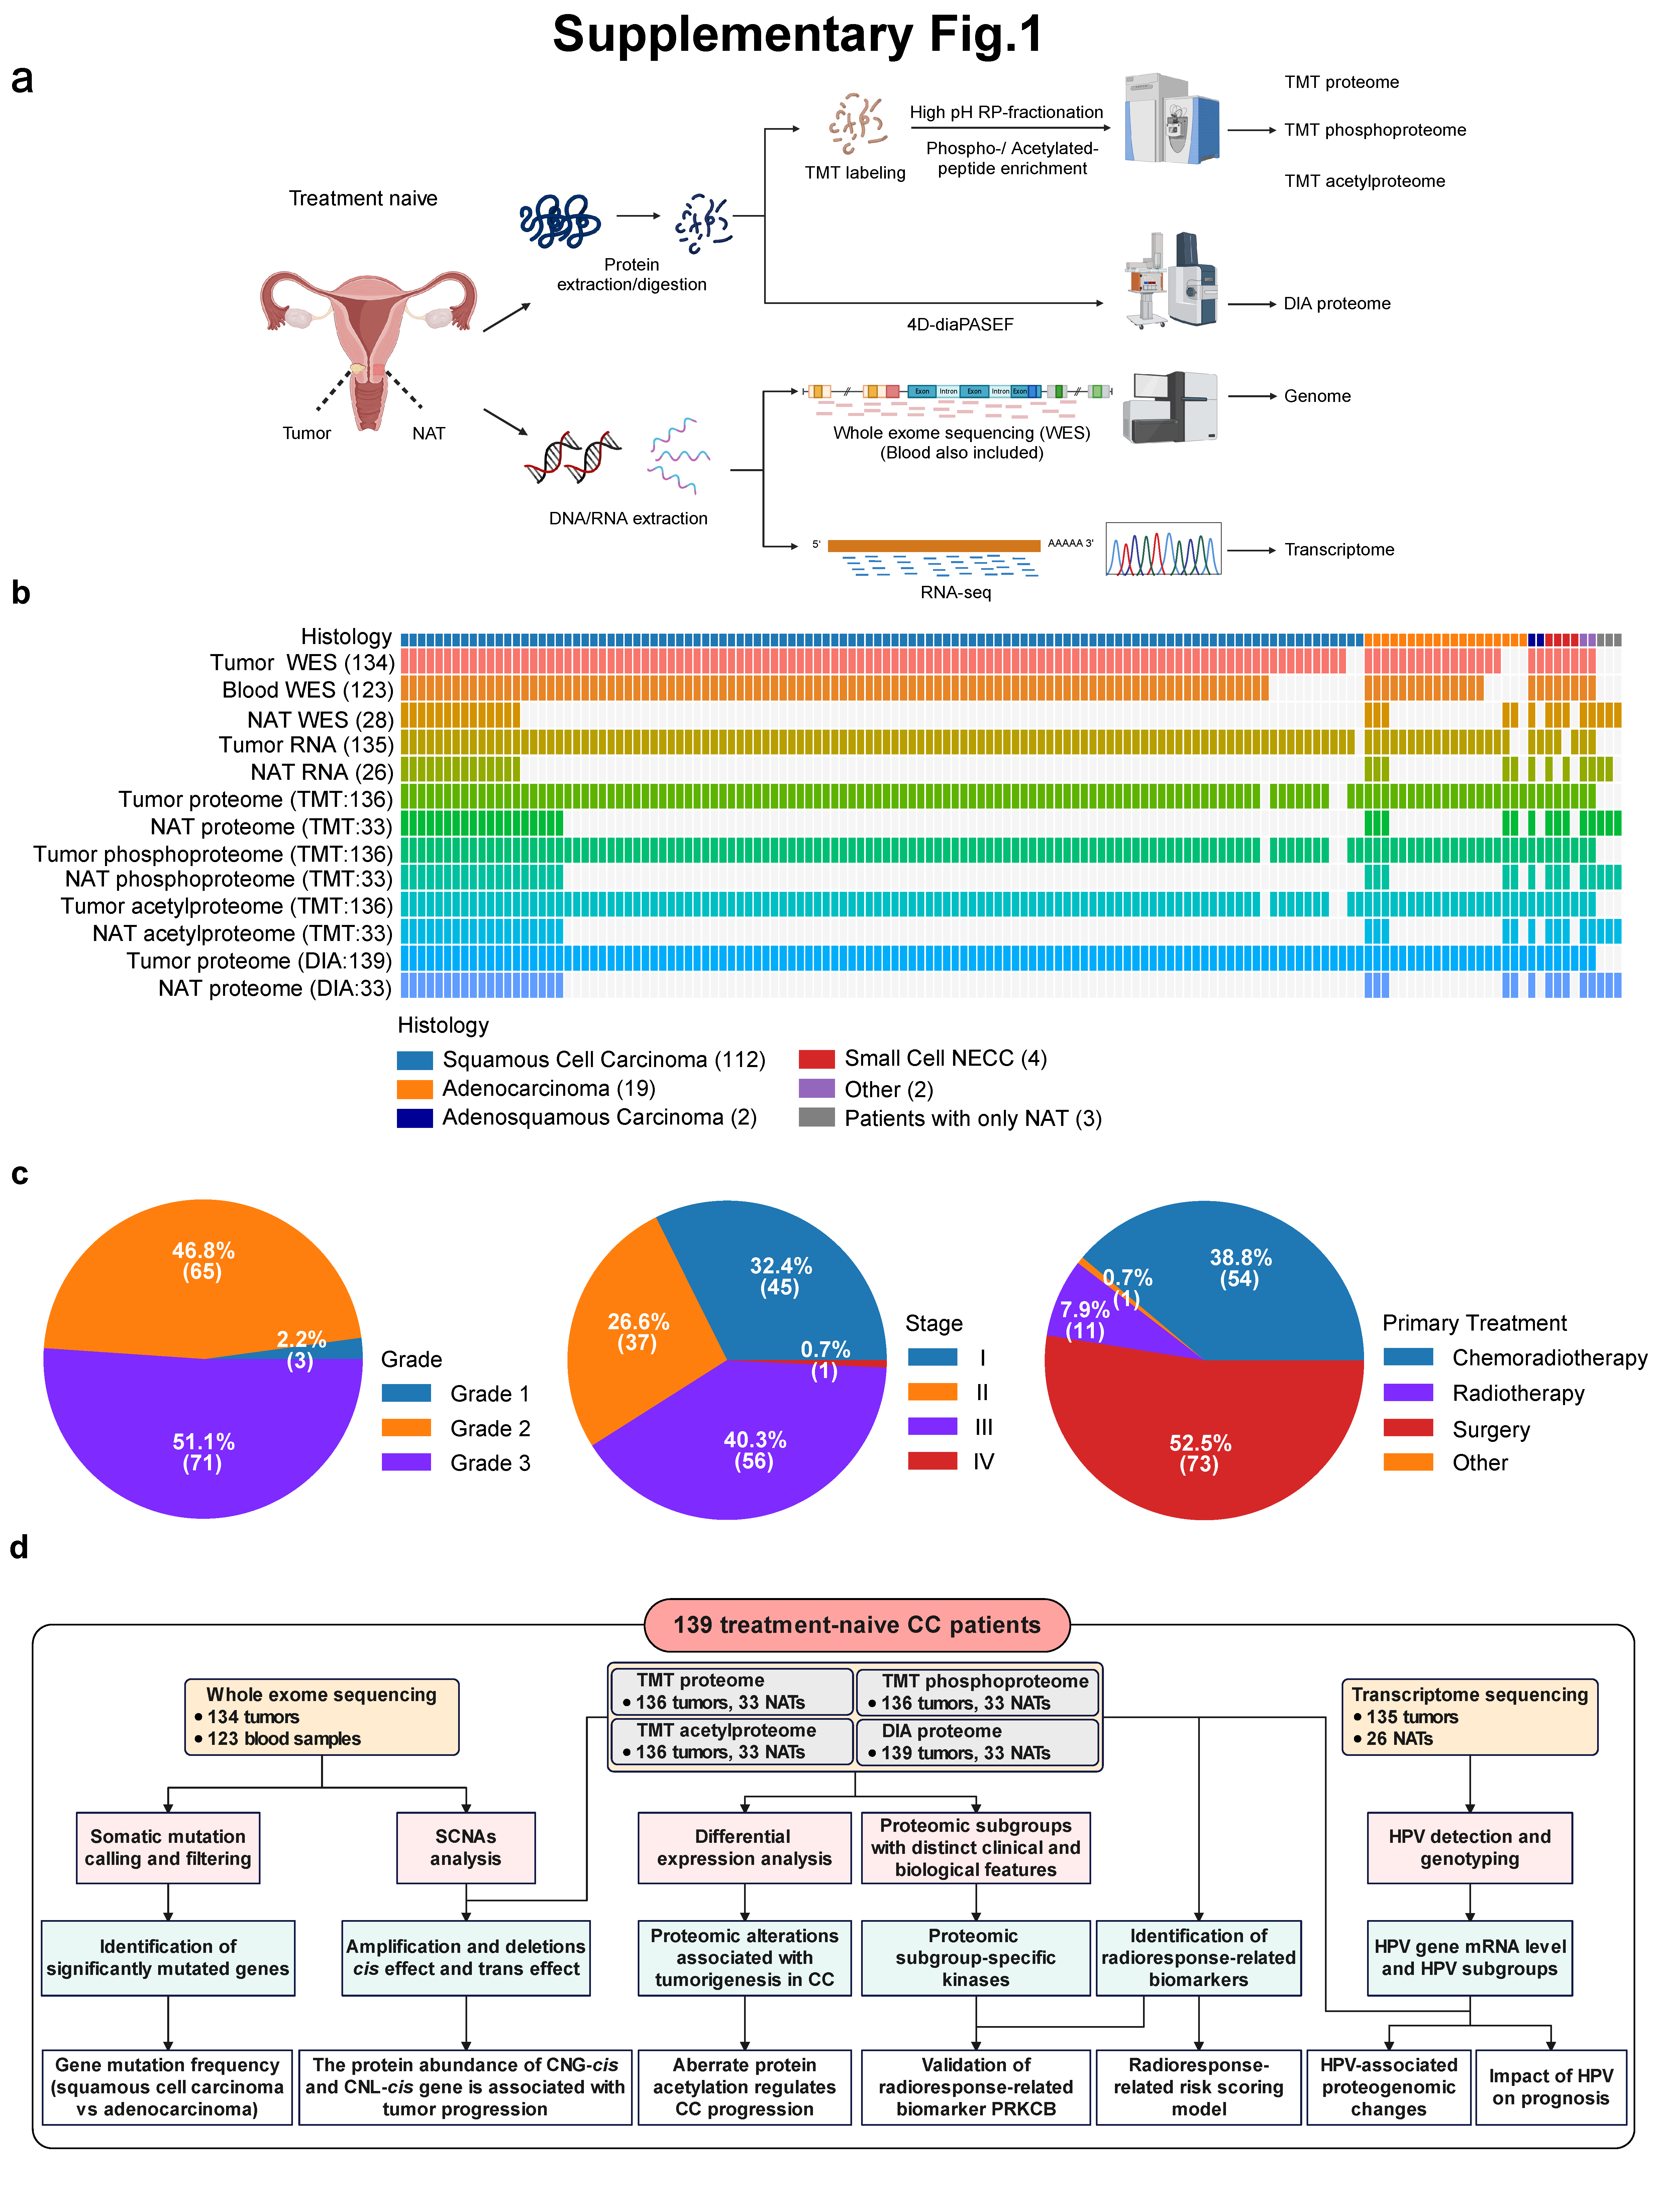 Supplementary Fig.1
a
Treatment naive
Tumor
NAT
Protein
extraction/digestion
DNA/RNA extraction
TMT labeling
High pH RP-fractionation
Phospho-/ Acetylated-
peptide enrichment
TMT proteome
TMT phosphoproteome
TMT acetylproteome
4D-diaPASEF
DIA proteome
Exon Intron Exon Intron Exon
Whole exome sequencing (WES)
(Blood also included)
Genome
5' AAAAA 3'
RNA-seq
Transcriptome
b
Histology
Tumor WES (134)
Blood WES (123)
NAT WES (28)
Tumor RNA (135)
NAT RNA (26)
Tumor proteome (TMT:136)
NAT proteome (TMT:33)
Tumor phosphoproteome (TMT:136)
NAT phosphoproteome (TMT:33)
Tumor acetylproteome (TMT:136)
NAT acetylproteome (TMT:33)
Tumor proteome (DIA:139)
NAT proteome (DIA:33)
Histology
Squamous Cell Carcinoma (112)
Adenocarcinoma (19)
Adenosquamous Carcinoma (2)
Small Cell NECC (4)
Other (2)
Patients with only NAT (3)
c
46.8%
(65)
2.2%
(3)
51.1%
(71)
Grade
Grade 1
Grade 2
Grade 3
32.4%
(45)
26.6%
(37)
0.7%
(1)
40.3%
(56)
Stage
I
II
III
IV
38.8%
(54)
0.7%
(1)
7.9%
(11)
52.5%
(73)
Primary Treatment
Chemoradiotherapy
Radiotherapy
Surgery
Other
d
139 treatment-naive CC patients
Whole exome sequencing
• 134 tumors
• 123 blood samples
TMT proteome
• 136 tumors, 33 NATs
TMT phosphoproteome
• 136 tumors, 33 NATs
TMT acetylproteome
• 136 tumors, 33 NATs
DIA proteome
• 139 tumors, 33 NATs
Transcriptome sequencing
• 135 tumors
• 26 NATs
Somatic mutation
calling and filtering
SCNAs
analysis
Differential
expression analysis
Proteomic subgroups
with distinct clinical and
biological features
HPV detection and
genotyping
Identification of
significantly mutated genes
Amplification and deletions
cis effect and trans effect
Proteomic alterations
associated with
tumorigenesis in CC
Proteomic
subgroup-specific
kinases
Identification of
radioresponse-related
biomarkers
HPV gene mRNA level
and HPV subgroups
Gene mutation frequency
(squamous cell carcinoma
vs adenocarcinoma)
The protein abundance of CNG-cis
and CNL-cis gene is associated with
tumor progression
Aberrate protein
acetylation regulates
CC progression
Validation of
radioresponse-related
biomarker PRKCB
Radioresponse-
related risk scoring
model
HPV-associated
proteogenomic
changes
Impact of HPV
on prognosis